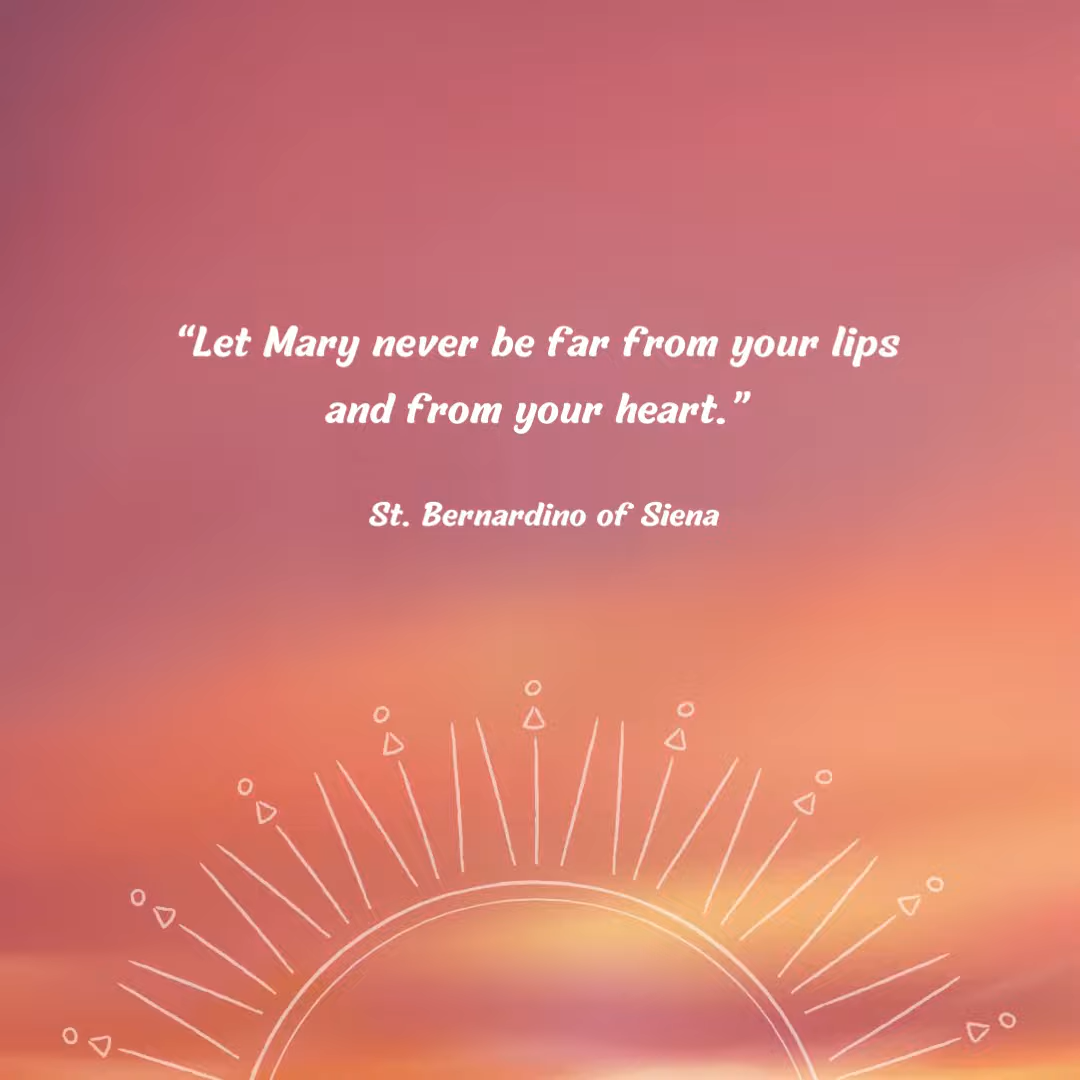 “Let Mary never be far from your lips
and from your heart.”
St. Bernardino of Siena